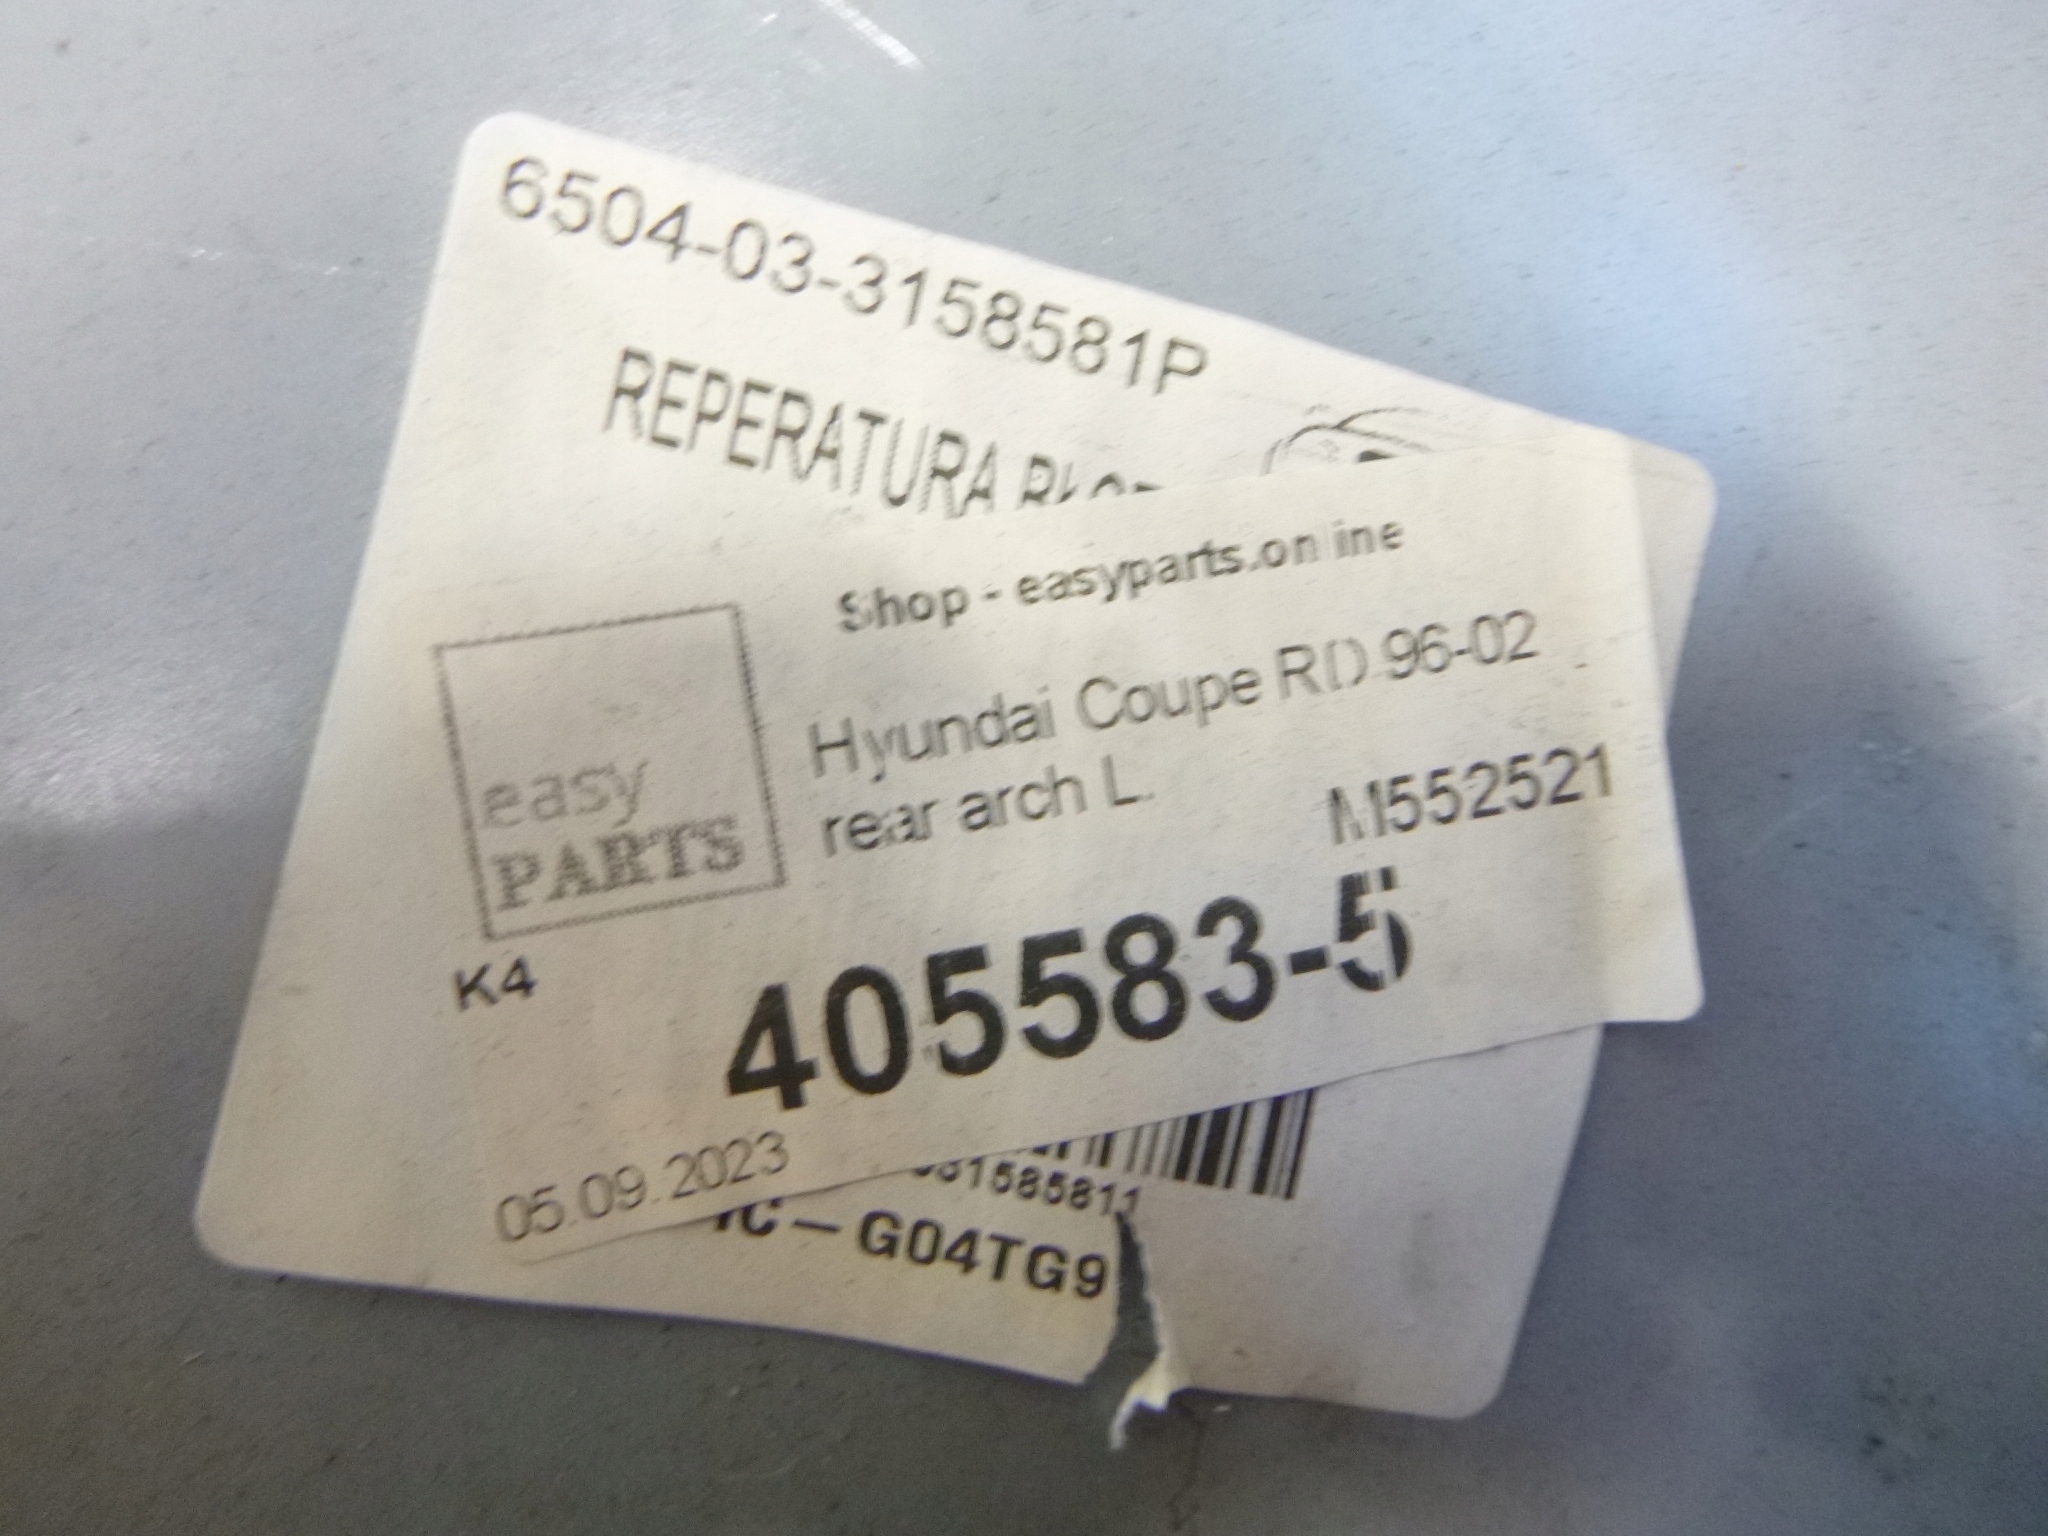 6504-03-3158581P
REPERATURA
Shop - easyparts.online
Hyundai Coupe RD 96-02
rear arch L.
M552521
easy
PARTS
K4
405583-5
05.09.2023
31585811
IC – G04TG9